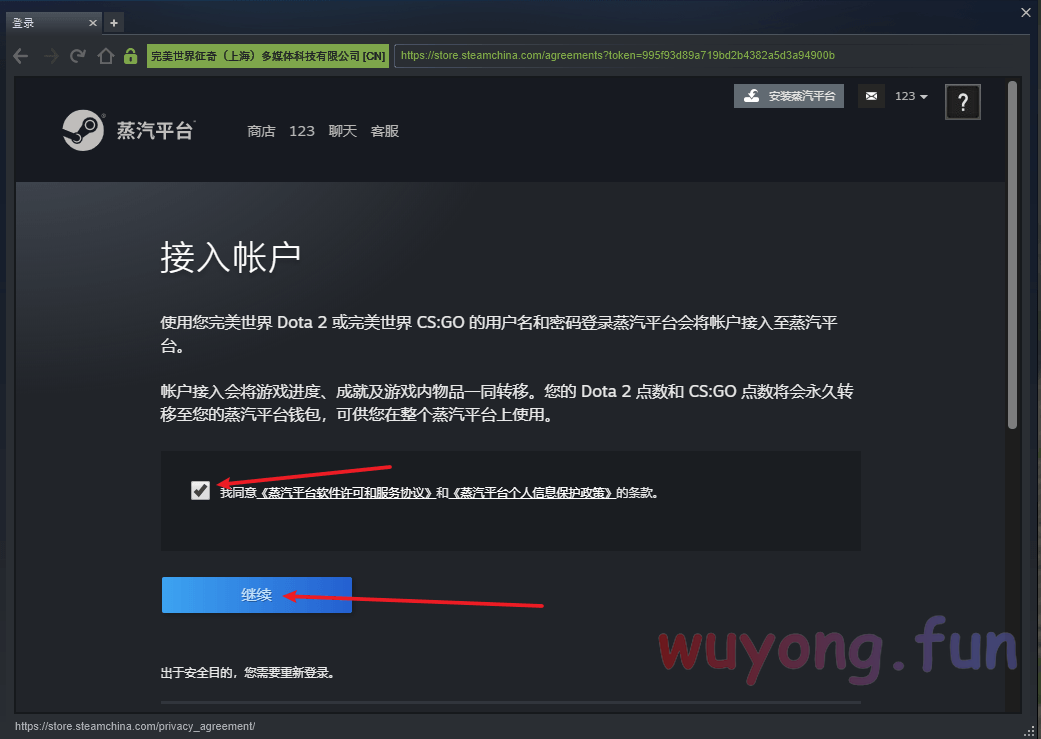 登录
完美世界征奇（上海）多媒体科技有限公司 [CN]
https://store.steamchina.com/agreements?token=995f93d89a719bd2b4382a5d3a94900b
安装蒸汽平台
123
?
蒸汽平台
商店 123 聊天 客服
接入帐户
使用您完美世界 Dota 2 或完美世界 CS:GO 的用户名和密码登录蒸汽平台会将帐户接入至蒸汽平
台。
帐户接入会将游戏进度、成就及游戏内物品一同转移。您的 Dota 2 点数和 CS:GO 点数将会永久转
移至您的蒸汽平台钱包，可供您在整个蒸汽平台上使用。
我同意《蒸汽平台软件许可和服务协议》和《蒸汽平台个人信息保护政策》的条款。
继续
wuyong.fun
出于安全目的，您需要重新登录。
https://store.steamchina.com/privacy_agreement/